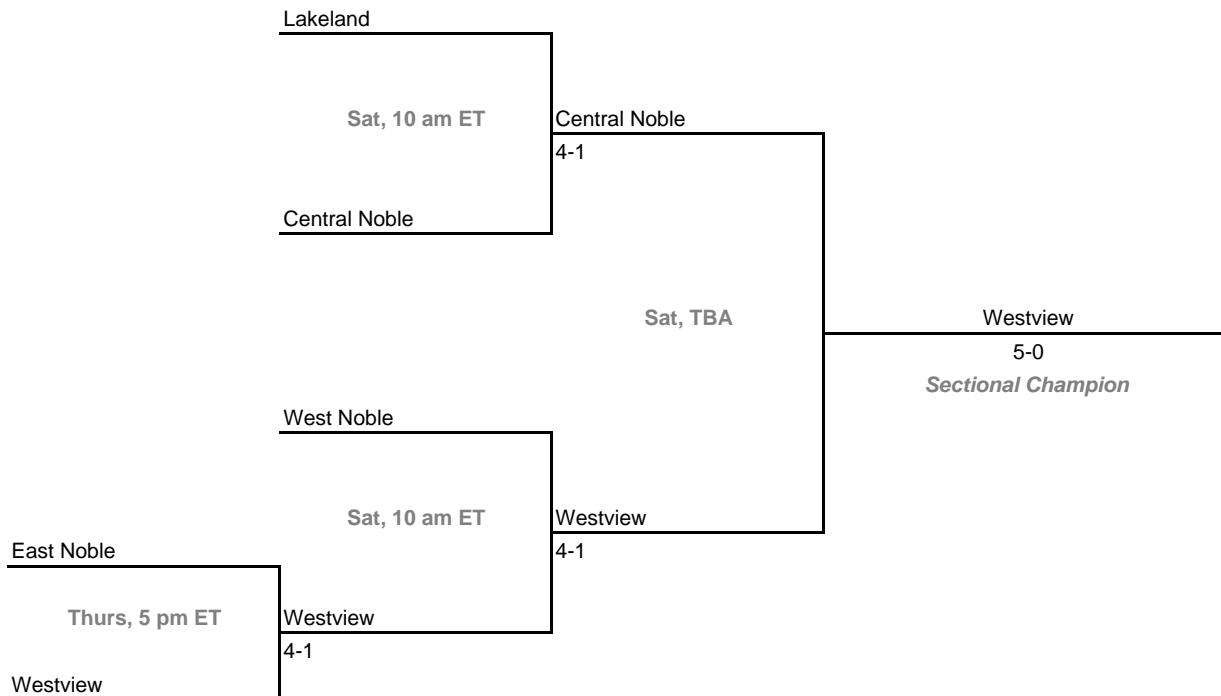 Lakeland
Sat, 10 am ET
Central Noble
4-1
Central Noble
Sat, TBA
Westview
5-0
Sectional Champion
West Noble
Sat, 10 am ET
Westview
4-1
East Noble
Thurs, 5 pm ET
Westview
4-1
Westview